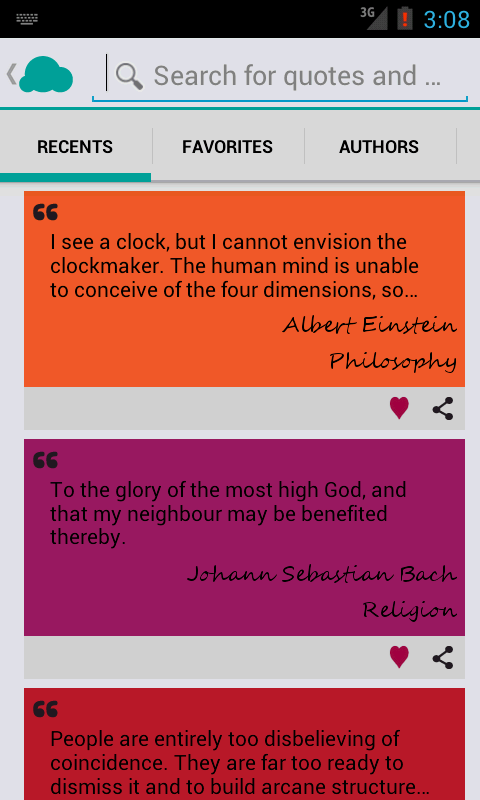 3G 3:08
Search for quotes and ...
RECENTS FAVORITES AUTHORS
I see a clock, but I cannot envision the
clockmaker. The human mind is unable
to conceive of the four dimensions, so...
Albert Einstein
Philosophy
To the glory of the most high God, and
that my neighbour may be benefited
thereby.
Johann Sebastian Bach
Religion
People are entirely too disbelieving of
coincidence. They are far too ready to
dismiss it and to build arcane structure...